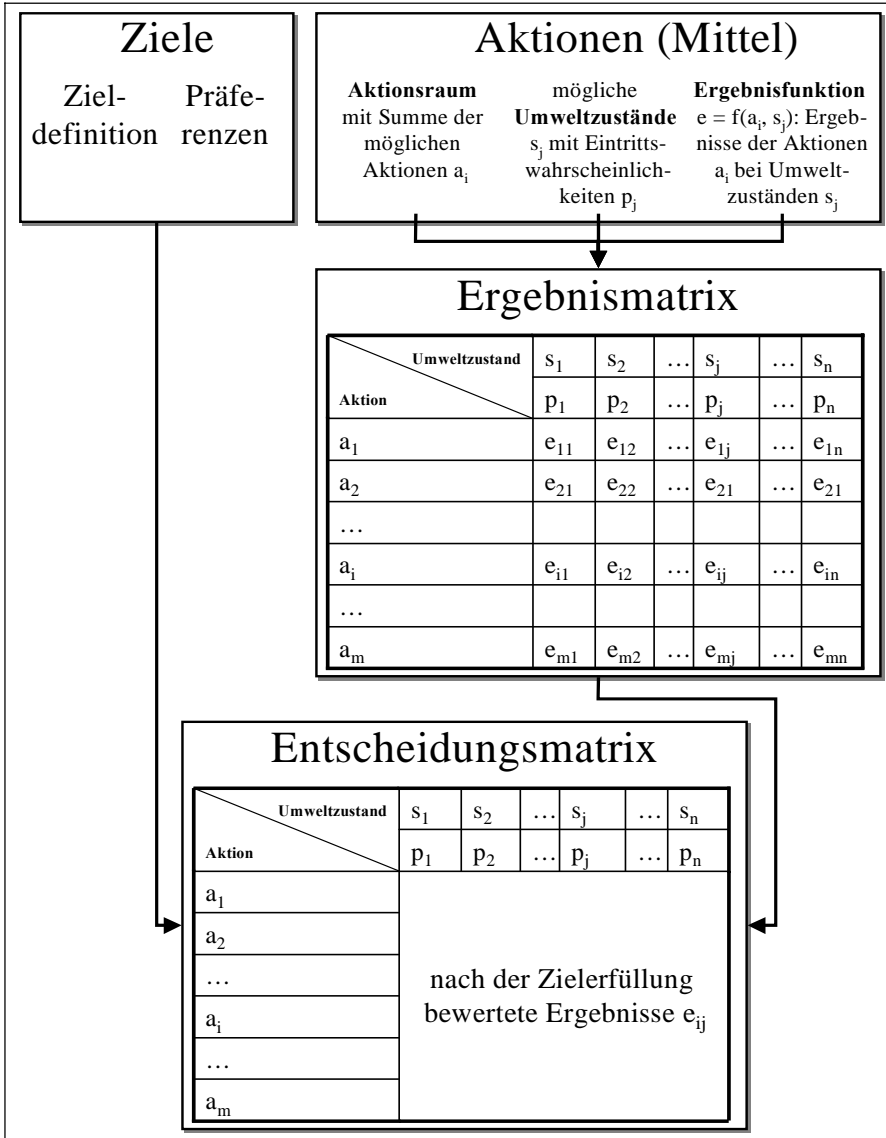 Ziele
Ziel- Präfe-
definition renzen
Aktionen (Mittel)
Aktionsraum
mit Summe der
möglichen
Aktionen a_i
mögliche
Umweltzustände
s_j mit Eintritts-
wahrscheinlich-
keiten p_j
Ergebnisfunktion
e = f(a_i, s_j): Ergeb-
nisse der Aktionen
a_i bei Umwelt-
zuständen s_j
Ergebnismatrix
Umweltzustand s_1 s_2 … s_j … s_n
Aktion p_1 p_2 … p_j … p_n
a_1 e_11 e_12 … e_1j … e_1n
a_2 e_21 e_22 … e_21 … e_21
…
a_i e_i1 e_i2 … e_ij … e_in
…
a_m e_m1 e_m2 … e_mj … e_mn
Entscheidungsmatrix
Umweltzustand s_1 s_2 … s_j … s_n
Aktion p_1 p_2 … p_j … p_n
a_1
a_2
…
a_i
…
a_m
nach der Zielerfüllung
bewertete Ergebnisse e_ij